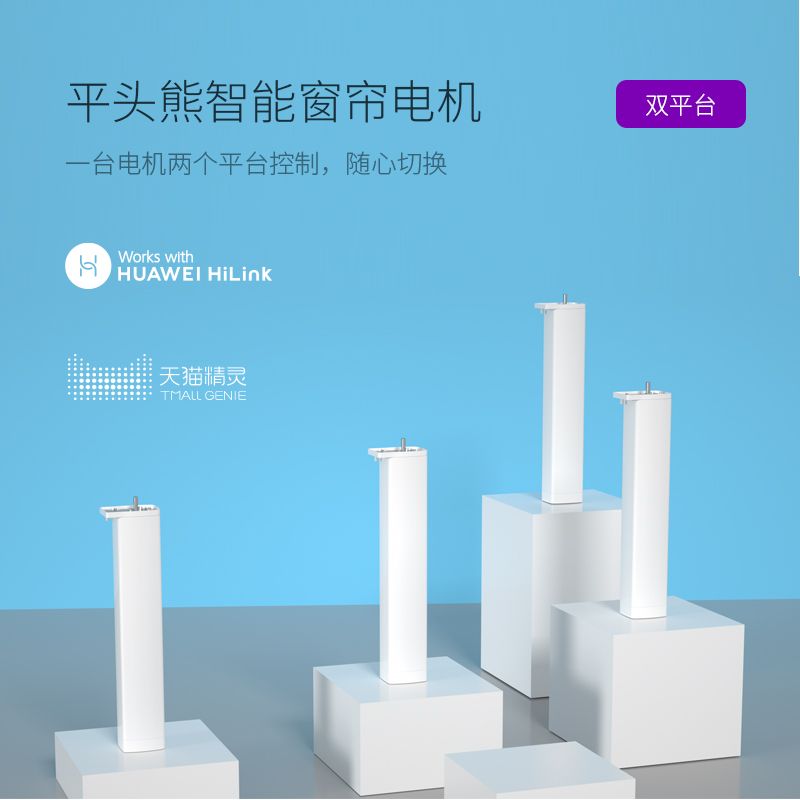 平头熊智能窗帘电机
双平台
一台电机两个平台控制，随心切换
Works with
HUAWEI HiLink
天猫精灵
TMALL GENIE